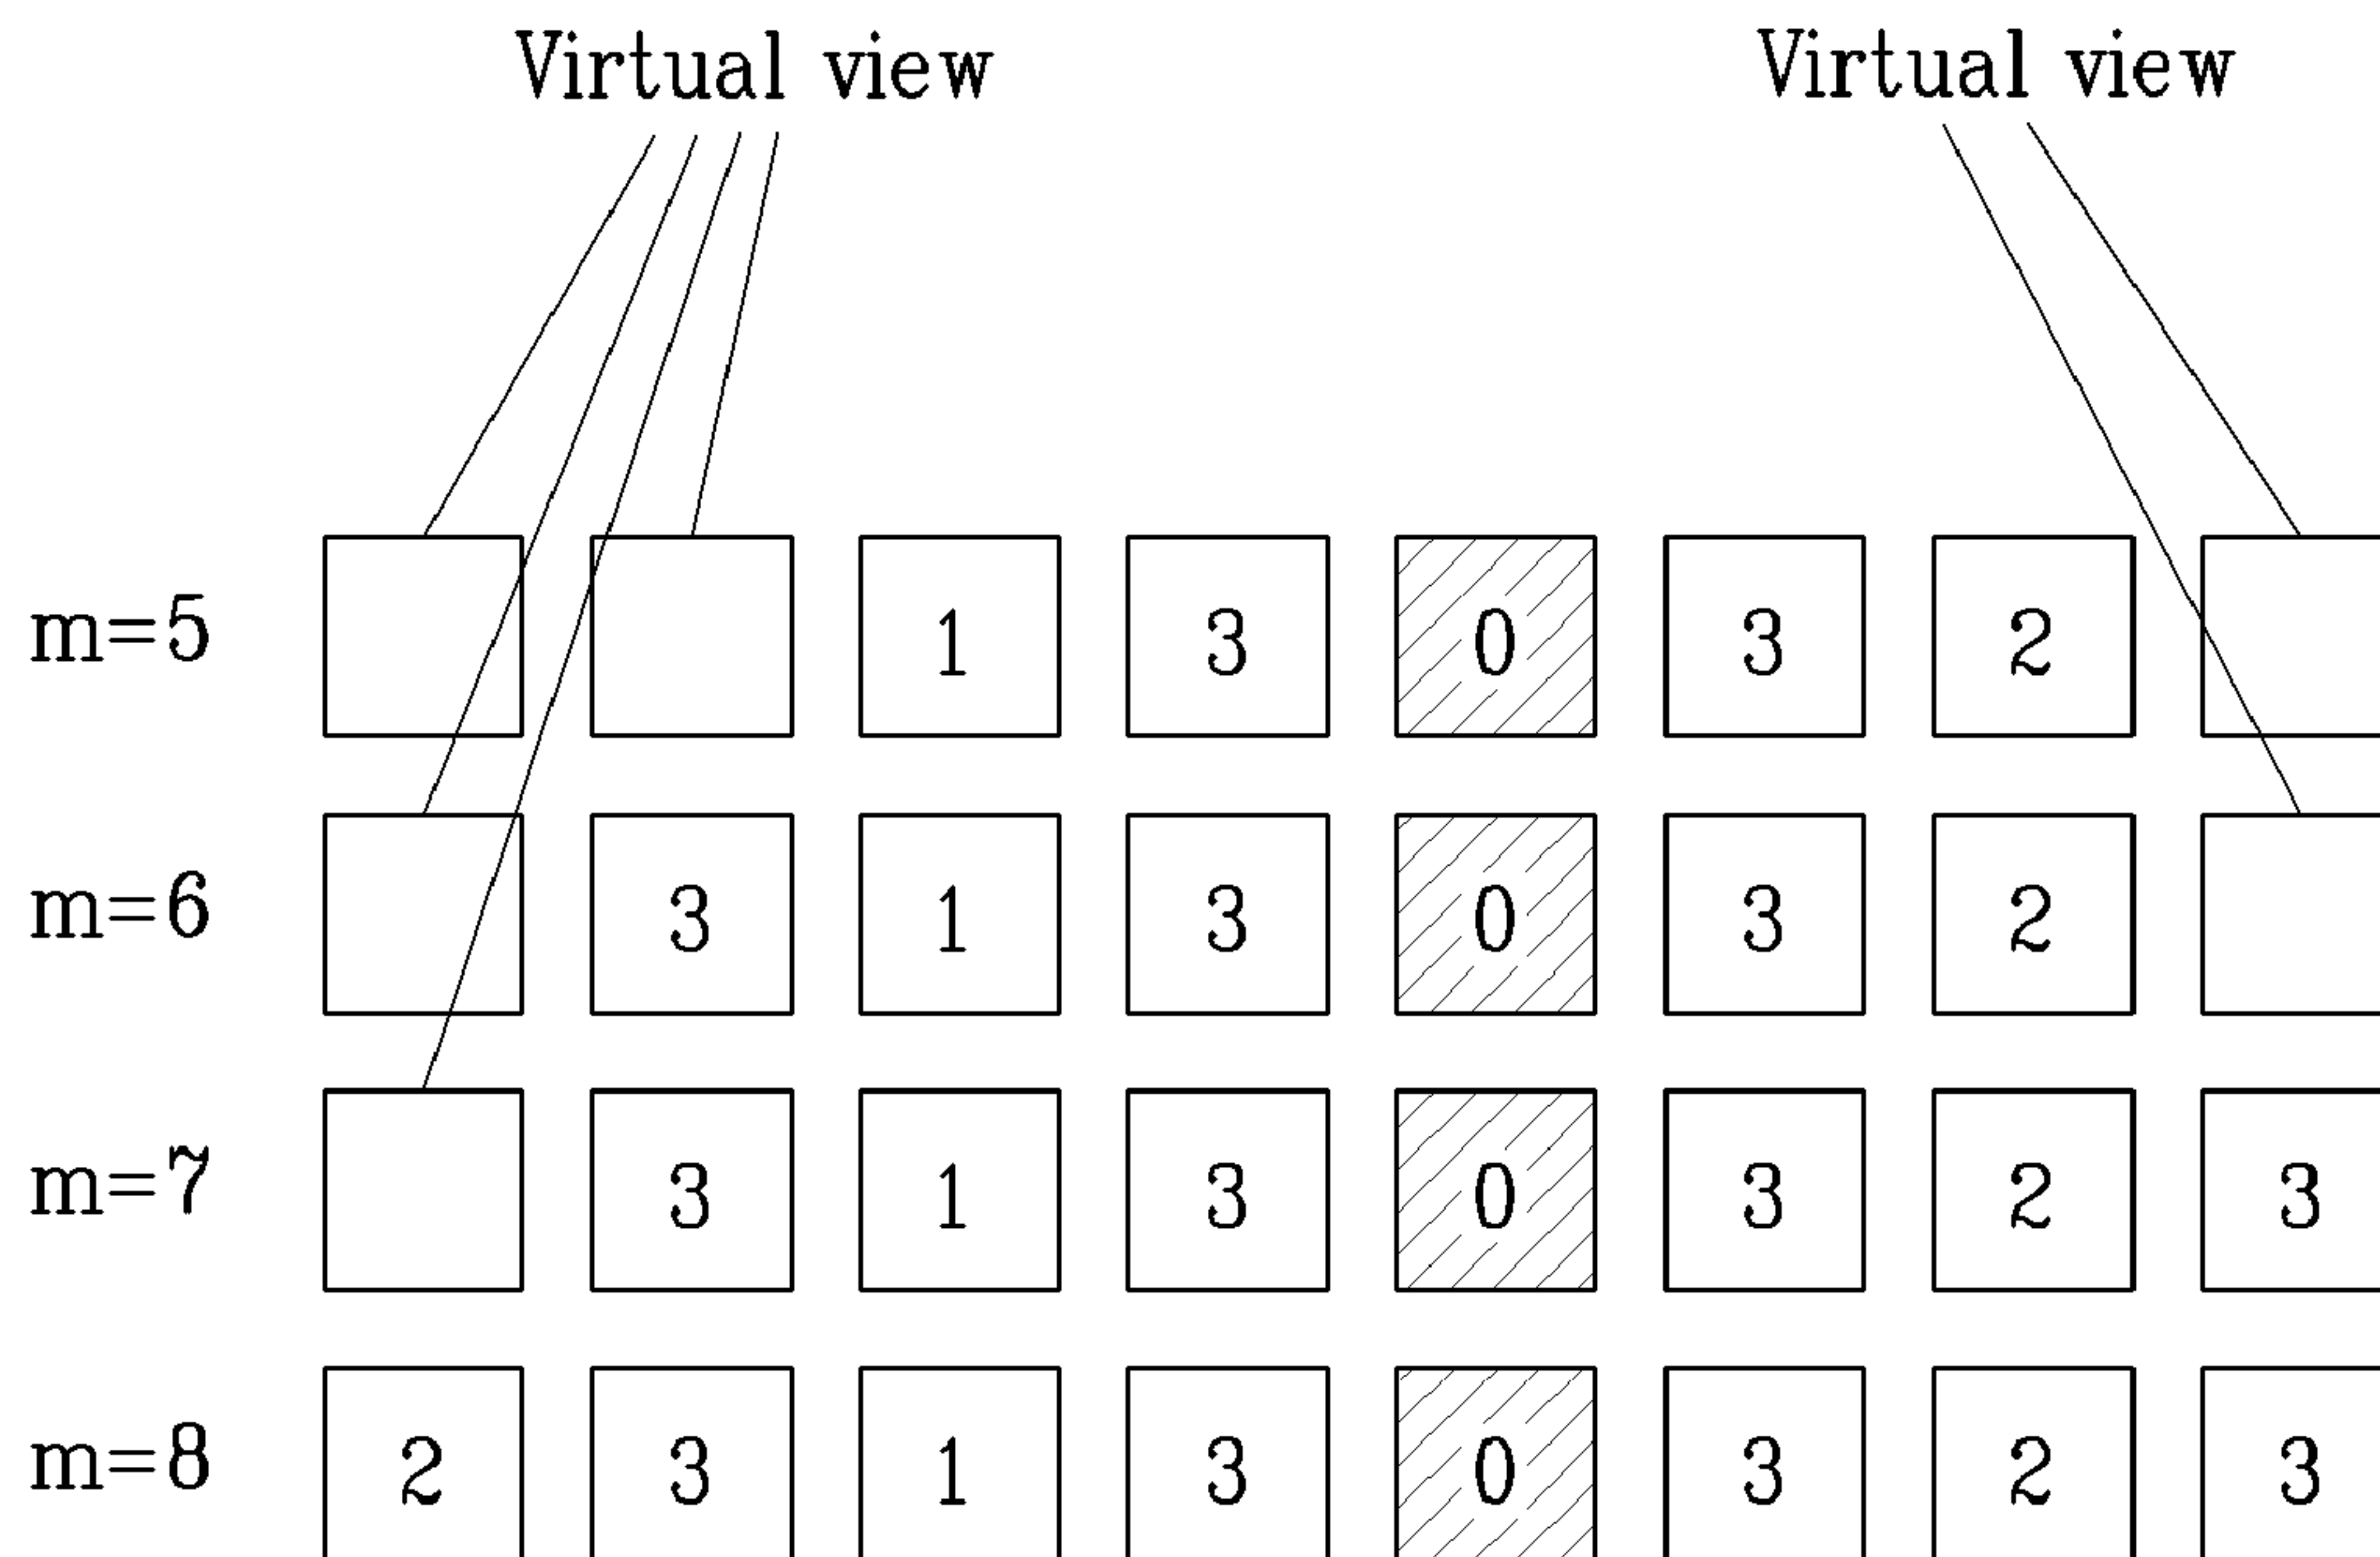 Virtual view Virtual view
m=5 1 3 0 3 2
m=6 3 1 3 0 3 2
m=7 3 1 3 0 3 2 3
m=8 2 3 1 3 0 3 2 3